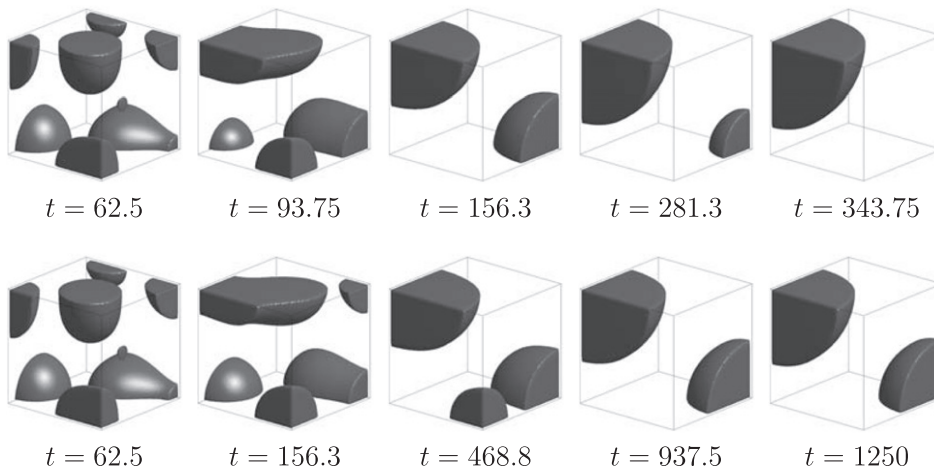 t = 62.5 t = 93.75 t = 156.3 t = 281.3 t = 343.75
t = 62.5 t = 156.3 t = 468.8 t = 937.5 t = 1250